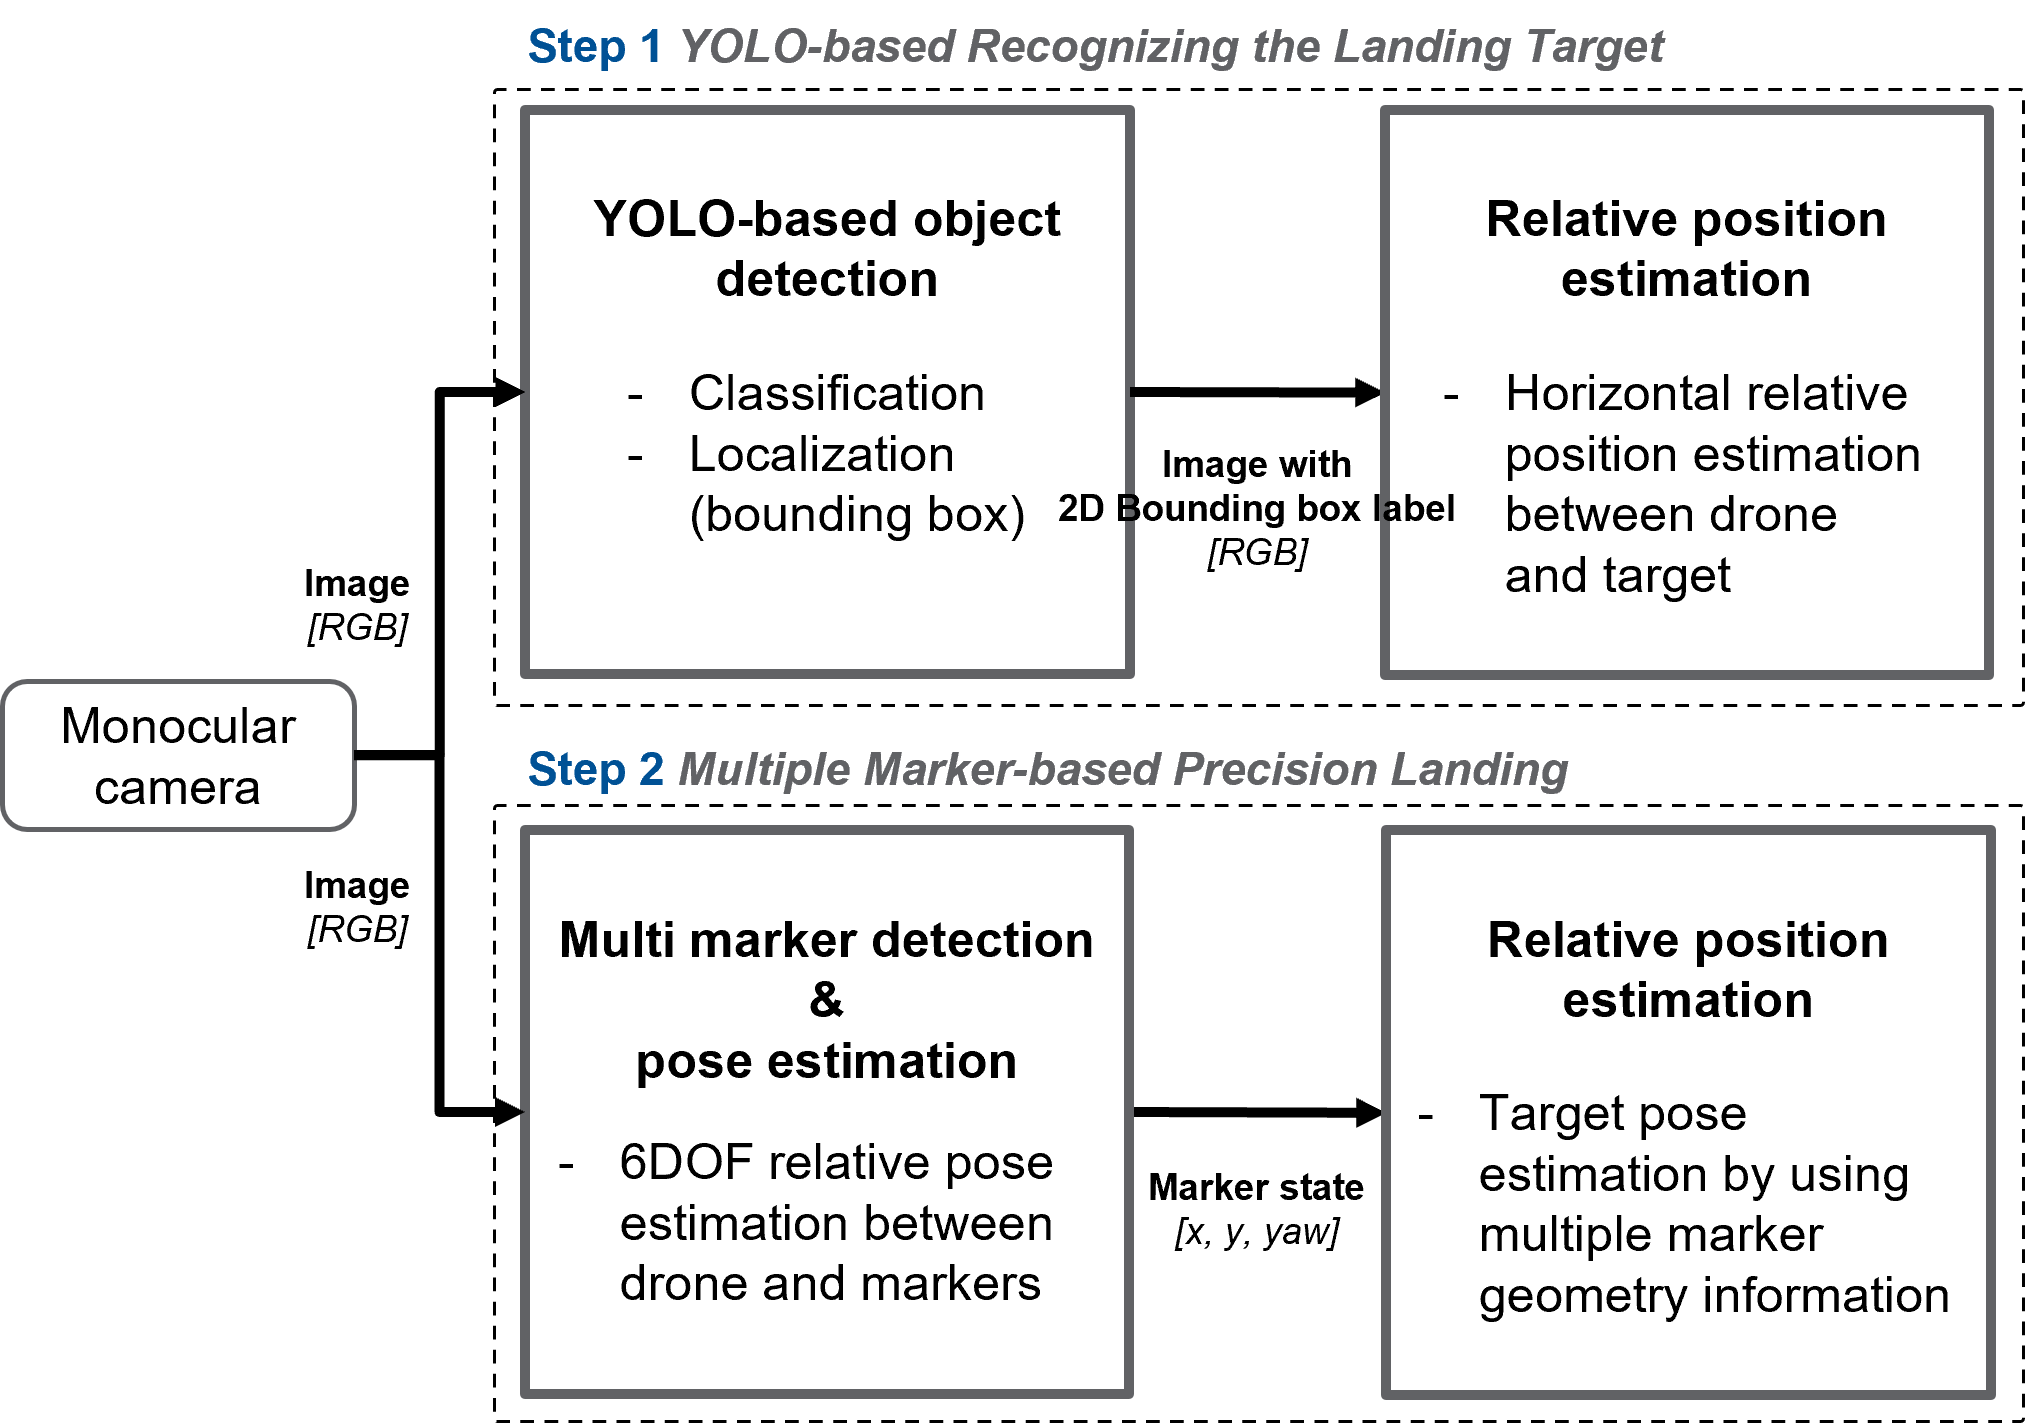 Step 1 YOLO-based Recognizing the Landing Target
YOLO-based object
detection
- Classification
- Localization
(bounding box)
Image with
2D Bounding box label
[RGB]
Relative position
estimation
- Horizontal relative
position estimation
between drone
and target
Image
[RGB]
Monocular
camera
Image
[RGB]
Step 2 Multiple Marker-based Precision Landing
Multi marker detection
&
pose estimation
- 6DOF relative pose
estimation between
drone and markers
Marker state
[x, y, yaw]
Relative position
estimation
- Target pose
estimation by using
multiple marker
geometry information